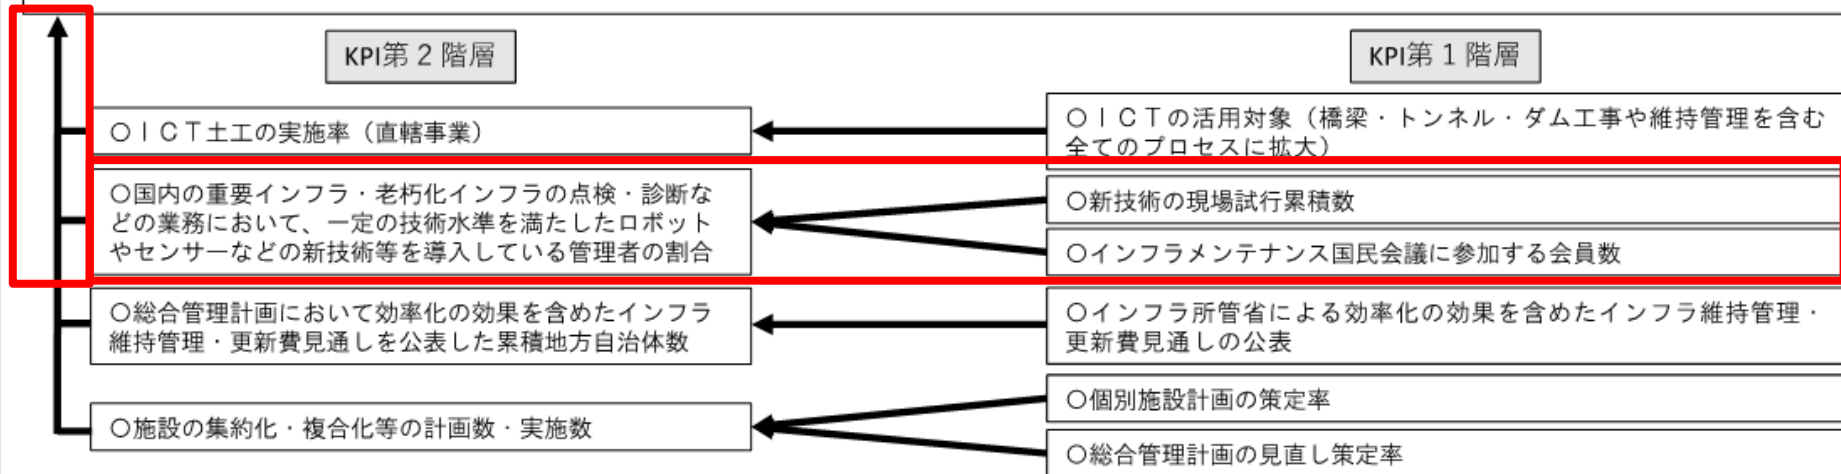 KPI第２階層
KPI第１階層
〇ＩＣＴ土工の実施率（直轄事業）
〇ＩＣＴの活用対象（橋梁・トンネル・ダム工事や維持管理を含む
全てのプロセスに拡大）
〇国内の重要インフラ・老朽化インフラの点検・診断な
どの業務において、一定の技術水準を満たしたロボット
やセンサーなどの新技術等を導入している管理者の割合
〇新技術の現場試行累積数
〇インフラメンテナンス国民会議に参加する会員数
〇総合管理計画において効率化の効果を含めたインフラ
維持管理・更新費見通しを公表した累積地方自治体数
〇インフラ所管省による効率化の効果を含めたインフラ維持管理・
更新費見通しの公表
〇施設の集約化・複合化等の計画数・実施数
〇個別施設計画の策定率
〇総合管理計画の見直し策定率